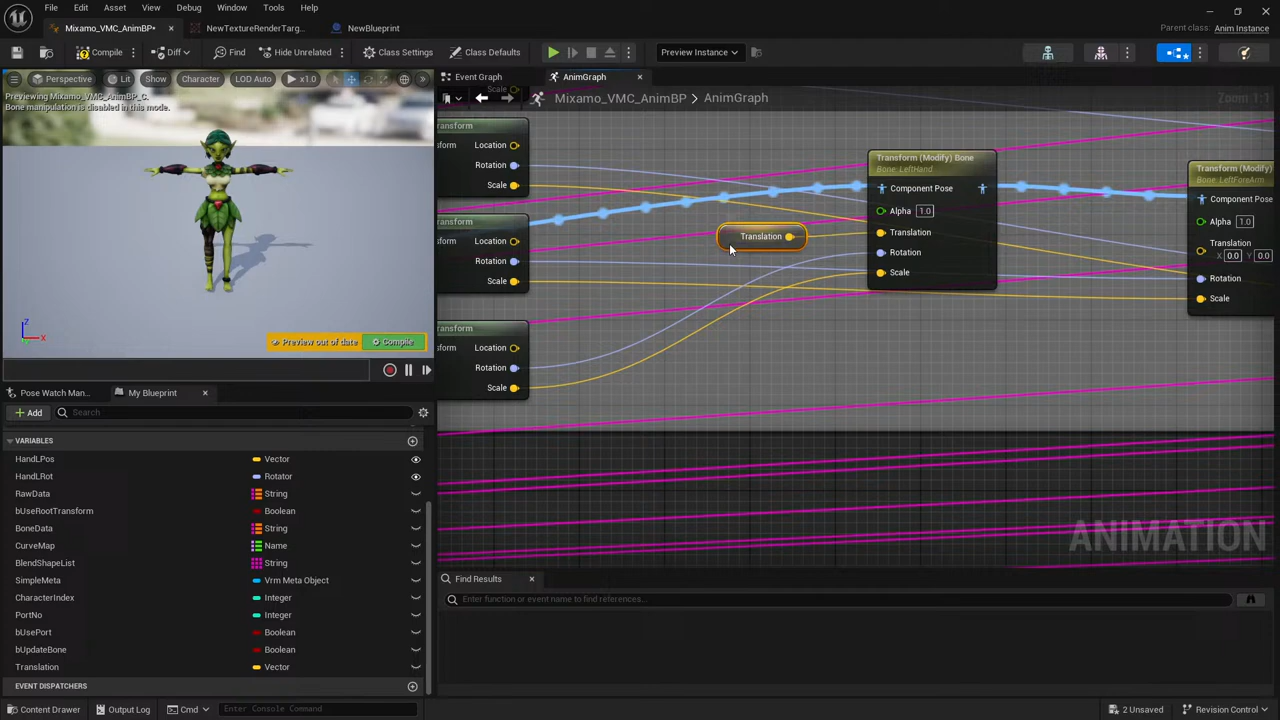 File Edit Asset View Debug Window Tools Help
Mixamo_VMC_AnimBP•
NewTextureRenderTarg...
NewBlueprint
Parent class: Anim Instance
Compile
Diff
Find
Hide Unrelated
Class Settings
Class Defaults
Preview Instance
Perspective
Lit
Show
Character
LOD Auto
x1.0
Previewing Mixamo_VMC_AnimBP_C.
Bone manipulation is disabled in this mode.
Z
X
Preview out of date
Compile
Event Graph
AnimGraph
Mixamo_VMC_AnimBP > AnimGraph
Zoom 1:1
Scale
ransform
Location
Rotation
Scale
ransform
Location
Rotation
Scale
ransform
Location
Rotation
Scale
Translation
Transform (Modify) Bone
Bone: LeftHand
Component Pose
Alpha 1.0
Translation
Rotation
Scale
Transform (Modify)
Bone: LeftForeArm
Component Pose
Alpha 1.0
Translation
X 0.0 Y 0.0
Rotation
Scale
ANIMATION
Pose Watch Man...
My Blueprint
Add
Search
VARIABLES
HandLPos Vector
HandLRot Rotator
RawData String
bUseRootTransform Boolean
BoneData String
CurveMap Name
BlendShapeList String
SimpleMeta Vrm Meta Object
CharacterIndex Integer
PortNo Integer
bUsePort Boolean
bUpdateBone Boolean
Translation Vector
EVENT DISPATCHERS
Find Results
Enter function or event name to find references...
Content Drawer
Output Log
Cmd
Enter Console Command
2 Unsaved
Revision Control